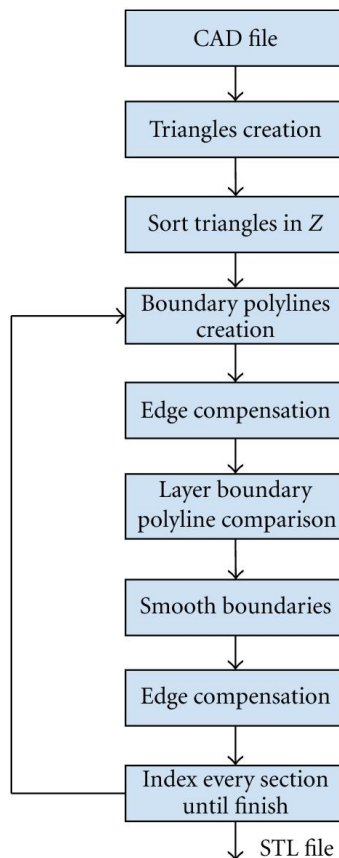 CAD file
Triangles creation
Sort triangles in Z
Boundary polylines
creation
Edge compensation
Layer boundary
polyline comparison
Smooth boundaries
Edge compensation
Index every section
until finish
STL file